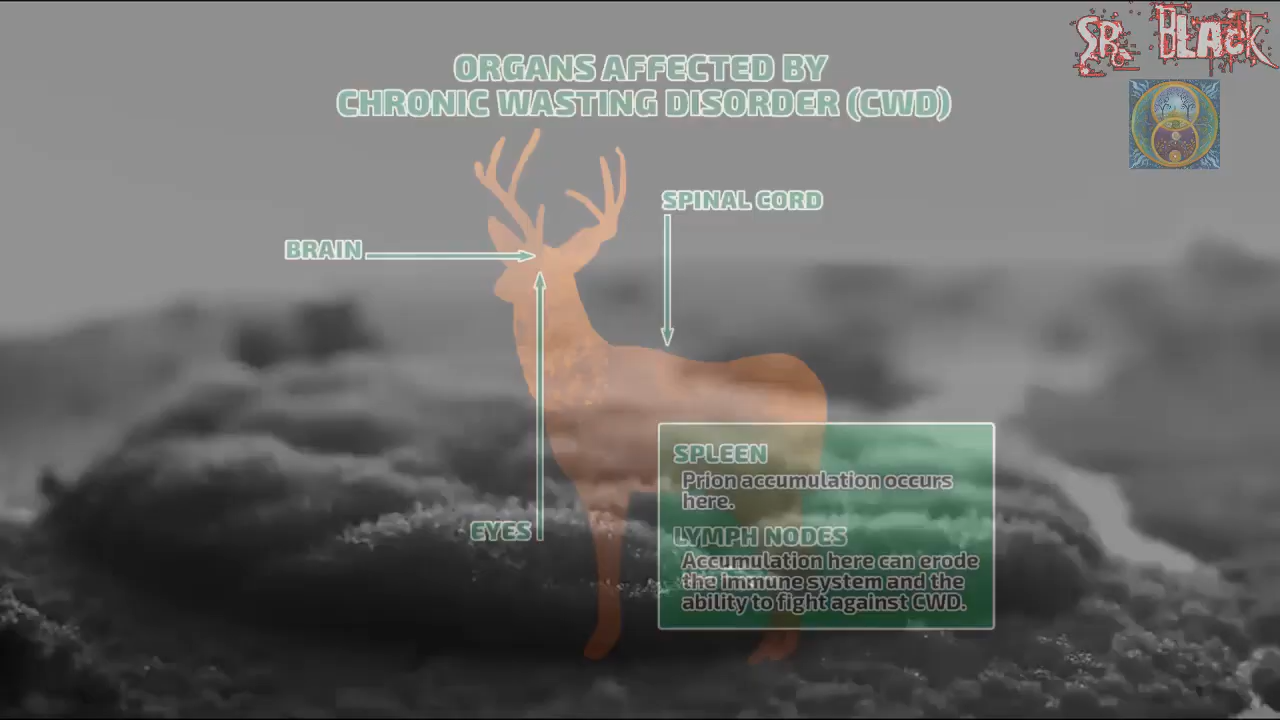 SR. BLACK
ORGANS AFFECTED BY
CHRONIC WASTING DISORDER (CWD)
SPINAL CORD
BRAIN
SPLEEN
Prion accumulation occurs
here.
EYES
LYMPH NODES
Accumulation here can erode
the immune system and the
ability to fight against CWD.